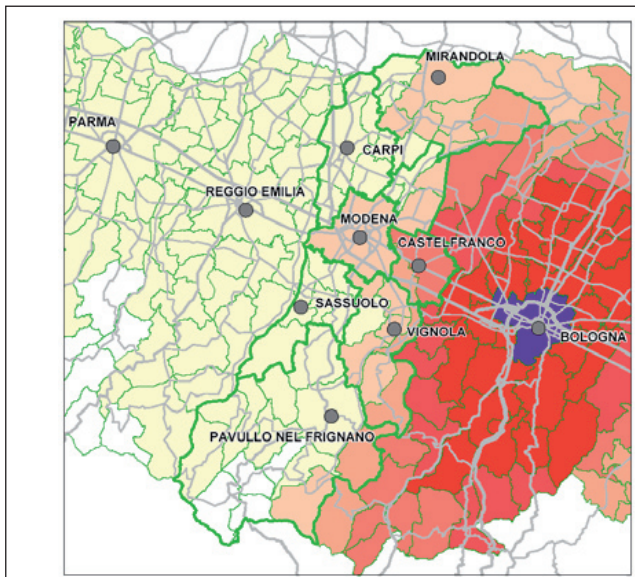 MIRANDOLA
PARMA
CARPI
REGGIO EMILIA
MODENA
CASTELFRANCO
SASSUOLO
VIGNOLA
BOLOGNA
PAVULLO NEL FRIGNANO